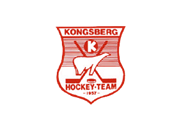 KONGSBERG
K
HOCKEY-TEAM
- 1957 -